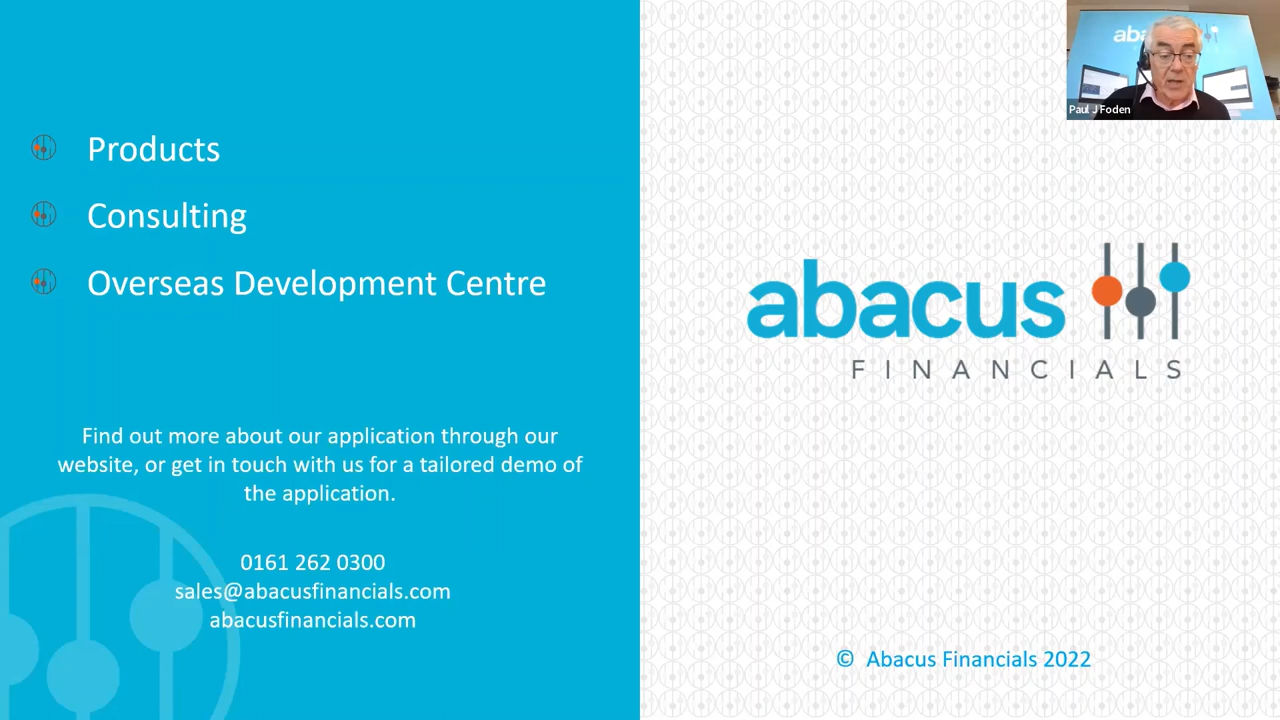 Products
Consulting
Overseas Development Centre
Find out more about our application through our
website, or get in touch with us for a tailored demo of
the application.
0161 262 0300
sales@abacusfinancials.com
abacusfinancials.com
abacus
FINANCIALS
© Abacus Financials 2022
aba
Paul J Foden